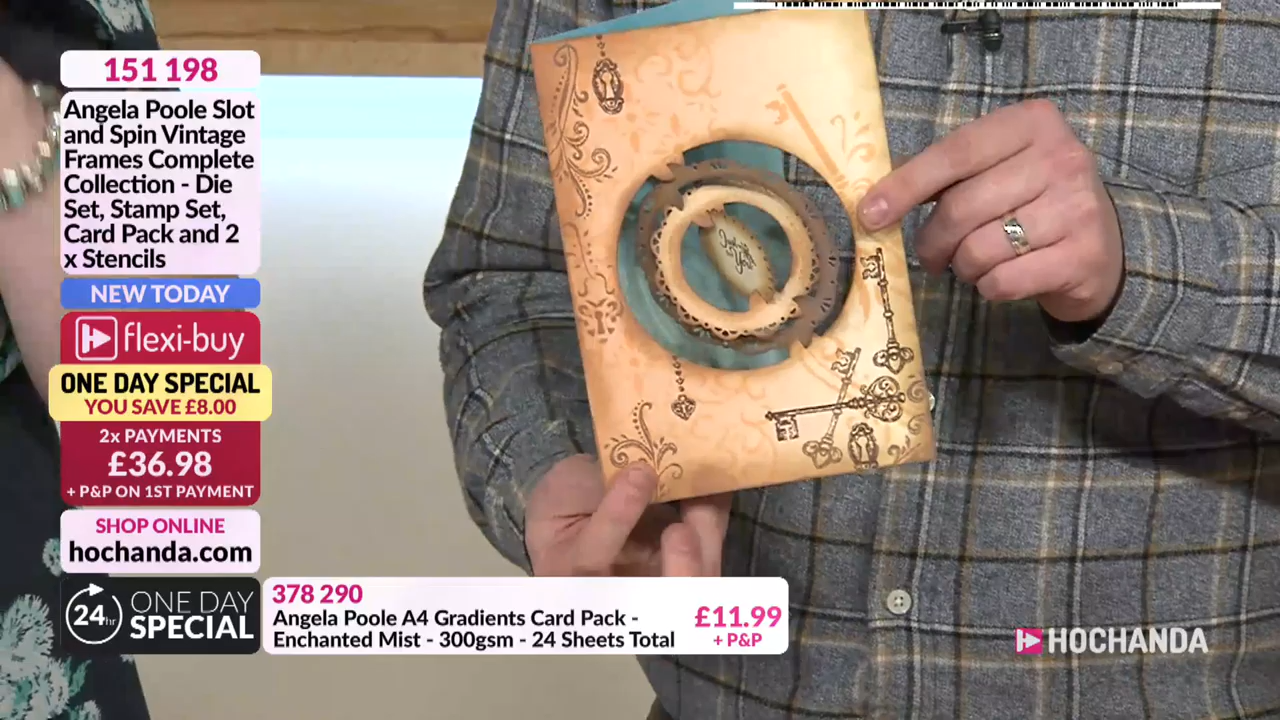 151 198
Angela Poole Slot
and Spin Vintage
Frames Complete
Collection - Die
Set, Stamp Set,
Card Pack and 2
x Stencils
NEW TODAY
flexi-buy
ONE DAY SPECIAL
YOU SAVE £8.00
2x PAYMENTS
£36.98
+ P&P ON 1ST PAYMENT
SHOP ONLINE
hochanda.com
24hr
ONE DAY
SPECIAL
378 290
Angela Poole A4 Gradients Card Pack -
Enchanted Mist - 300gsm - 24 Sheets Total
£11.99
+ P&P
Just
You
HOCHANDA